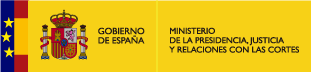 GOBIERNO
DE ESPAÑA
MINISTERIO
DE LA PRESIDENCIA, JUSTICIA
Y RELACIONES CON LAS CORTES